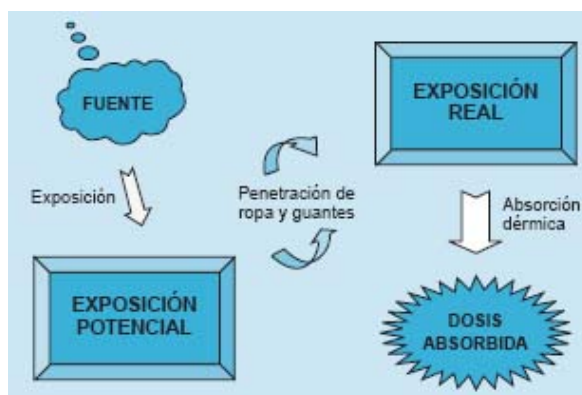 FUENTE
Exposición
EXPOSICIÓN
POTENCIAL
Penetración de
ropa y guantes
EXPOSICIÓN
REAL
Absorción
dérmica
DOSIS
ABSORBIDA